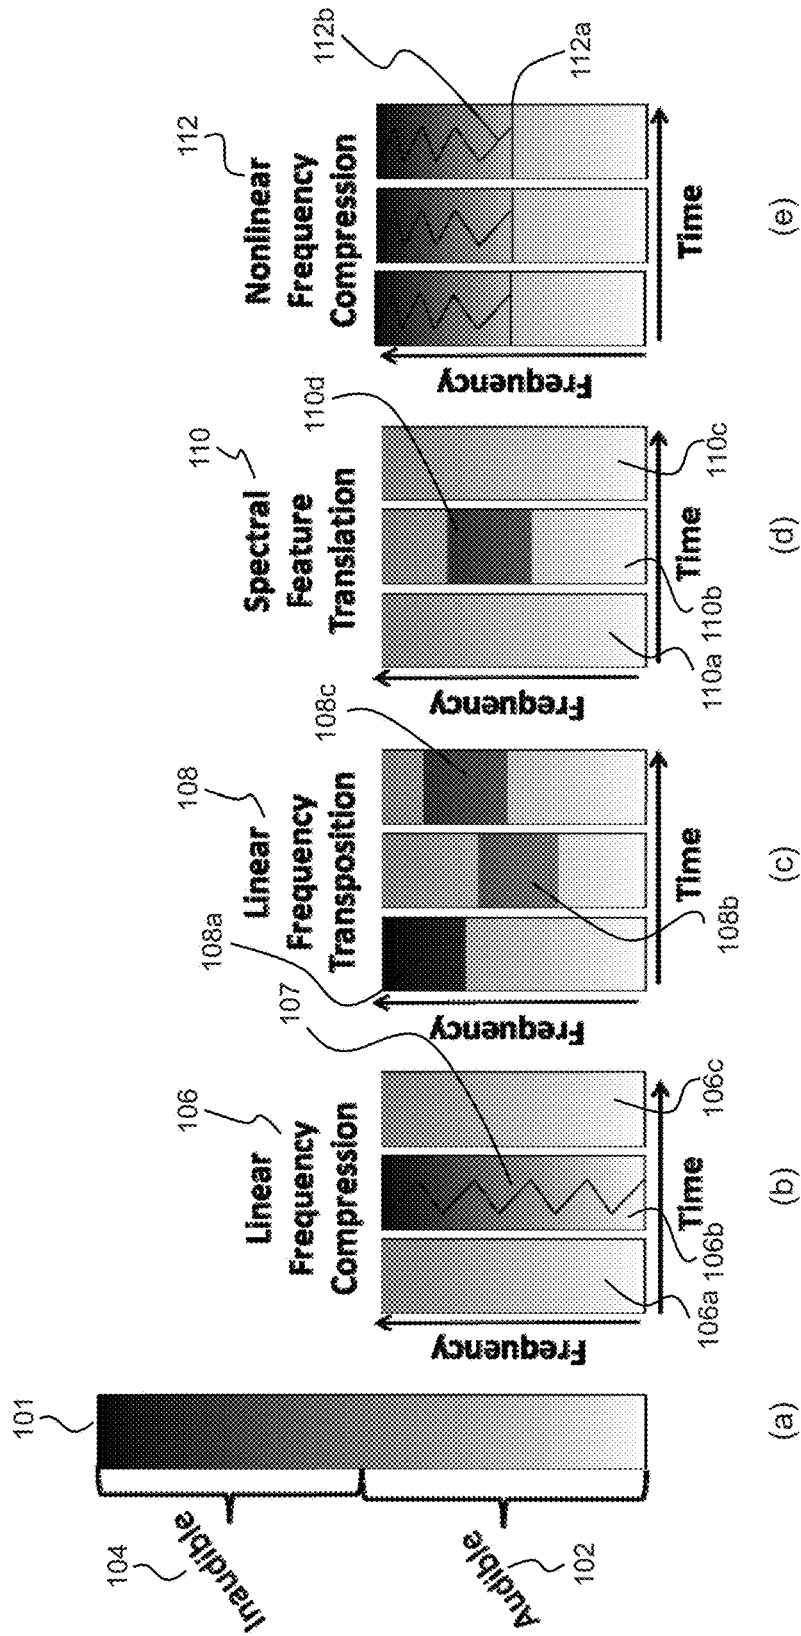 101
104
Inaudible
Audible
102
(a)
106
Linear
Frequency
Compression
107
Frequency
106a
106b
106c
Time
(b)
108
Linear
Frequency
Transposition
108a
108b
108c
Frequency
Time
(c)
110
Spectral
Feature
Translation
110d
Frequency
110a
110b
110c
Time
(d)
112
Nonlinear
Frequency
Compression
112b
112a
Frequency
Time
(e)